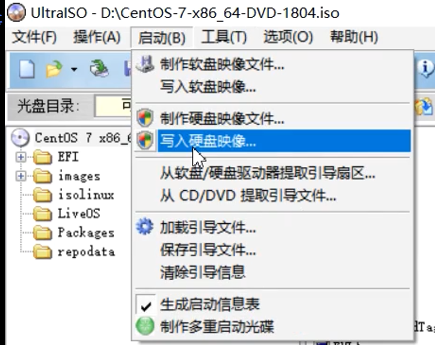 UltraISO - D:\CentOS-7-x86_64-DVD-1804.iso
文件(F) 操作(A) 启动(B) 工具(T) 选项(O) 帮助(H)
制作软盘映像文件...
写入软盘映像...
光盘目录: 可
制作硬盘映像文件...
CentOS 7 x86_6
写入硬盘映像...
EFI
images
从软盘/硬盘驱动器提取引导扇区...
isolinux
从 CD/DVD 提取引导文件...
LiveOS
Packages
加载引导文件...
repodata
保存引导文件...
清除引导信息
生成启动信息表
制作多重启动光碟